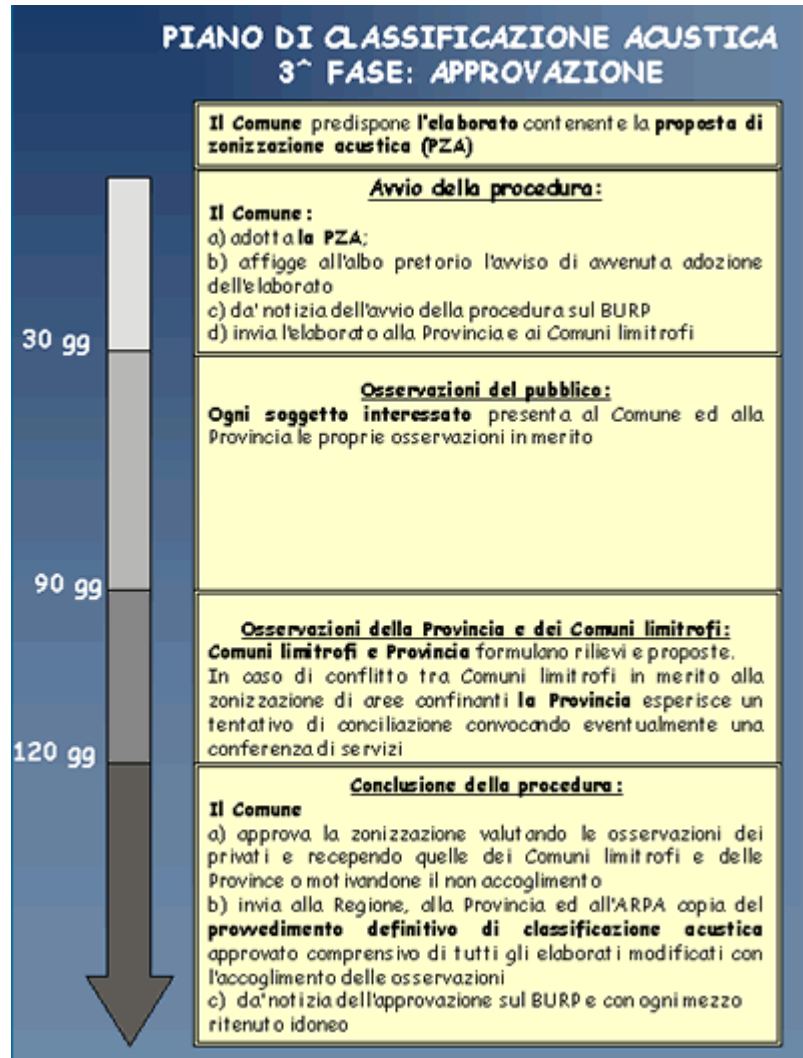 PIANO DI CLASSIFICAZIONE ACUSTICA
3^ FASE: APPROVAZIONE
Il Comune predispone l'elaborato contenente la proposta di
zonizzazione acustica (PZA)
Avvio della procedura:
Il Comune:
a) adotta la PZA;
b) affigge all'albo pretorio l'avviso di avvenuta adozione
dell'elaborato
c) da' notizia dell'avvio della procedura sul BURP
d) invia l'elaborato alla Provincia e ai Comuni limitrofi
30 gg
Osservazioni del pubblico:
Ogni soggetto interessato presenta al Comune ed alla
Provincia le proprie osservazioni in merito
90 gg
Osservazioni della Provincia e dei Comuni limitrofi:
Comuni limitrofi e Provincia formulano rilievi e proposte.
In caso di conflitto tra Comuni limitrofi in merito alla
zonizzazione di aree confinanti la Provincia esperisce un
tentativo di conciliazione convocando eventualmente una
conferenza di servizi
120 gg
Conclusione della procedura:
Il Comune
a) approva la zonizzazione valutando le osservazioni dei
privati e recependo quelle dei Comuni limitrofi e delle
Province o motivandone il non accoglimento
b) invia alla Regione, alla Provincia ed all'ARPA copia del
provvedimento definitivo di classificazione acustica
approvato comprensivo di tutti gli elaborati modificati con
l'accoglimento delle osservazioni
c) da' notizia dell'approvazione sul BURP e con ogni mezzo
ritenuto idoneo